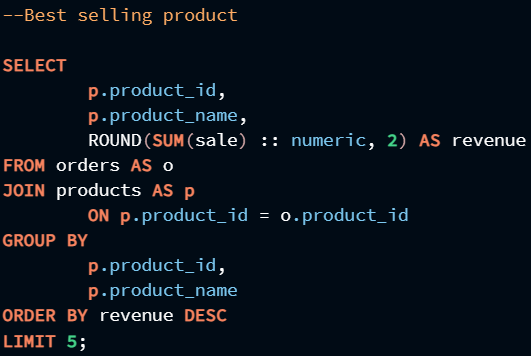 --Best selling product
SELECT
p.product_id,
p.product_name,
ROUND(SUM(sale) :: numeric, 2) AS revenue
FROM orders AS o
JOIN products AS p
ON p.product_id = o.product_id
GROUP BY
p.product_id,
p.product_name
ORDER BY revenue DESC
LIMIT 5;